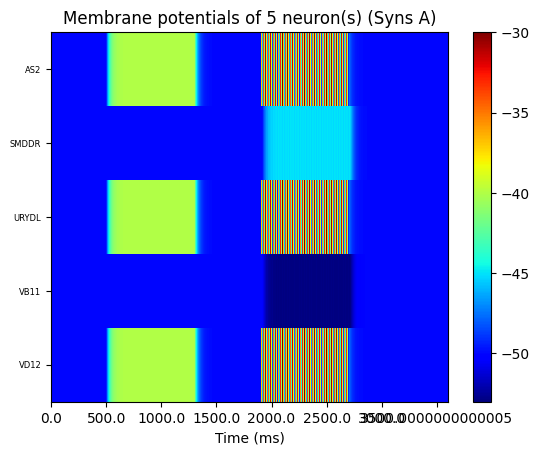 Membrane potentials of 5 neuron(s) (Syns A)
AS2
SMDDR
URYDL
VB11
VD12
−30
−35
−40
−45
−50
0.0 500.0 1000.0 1500.0 2000.0 2500.0 3000.0 3500.0000000000005
Time (ms)